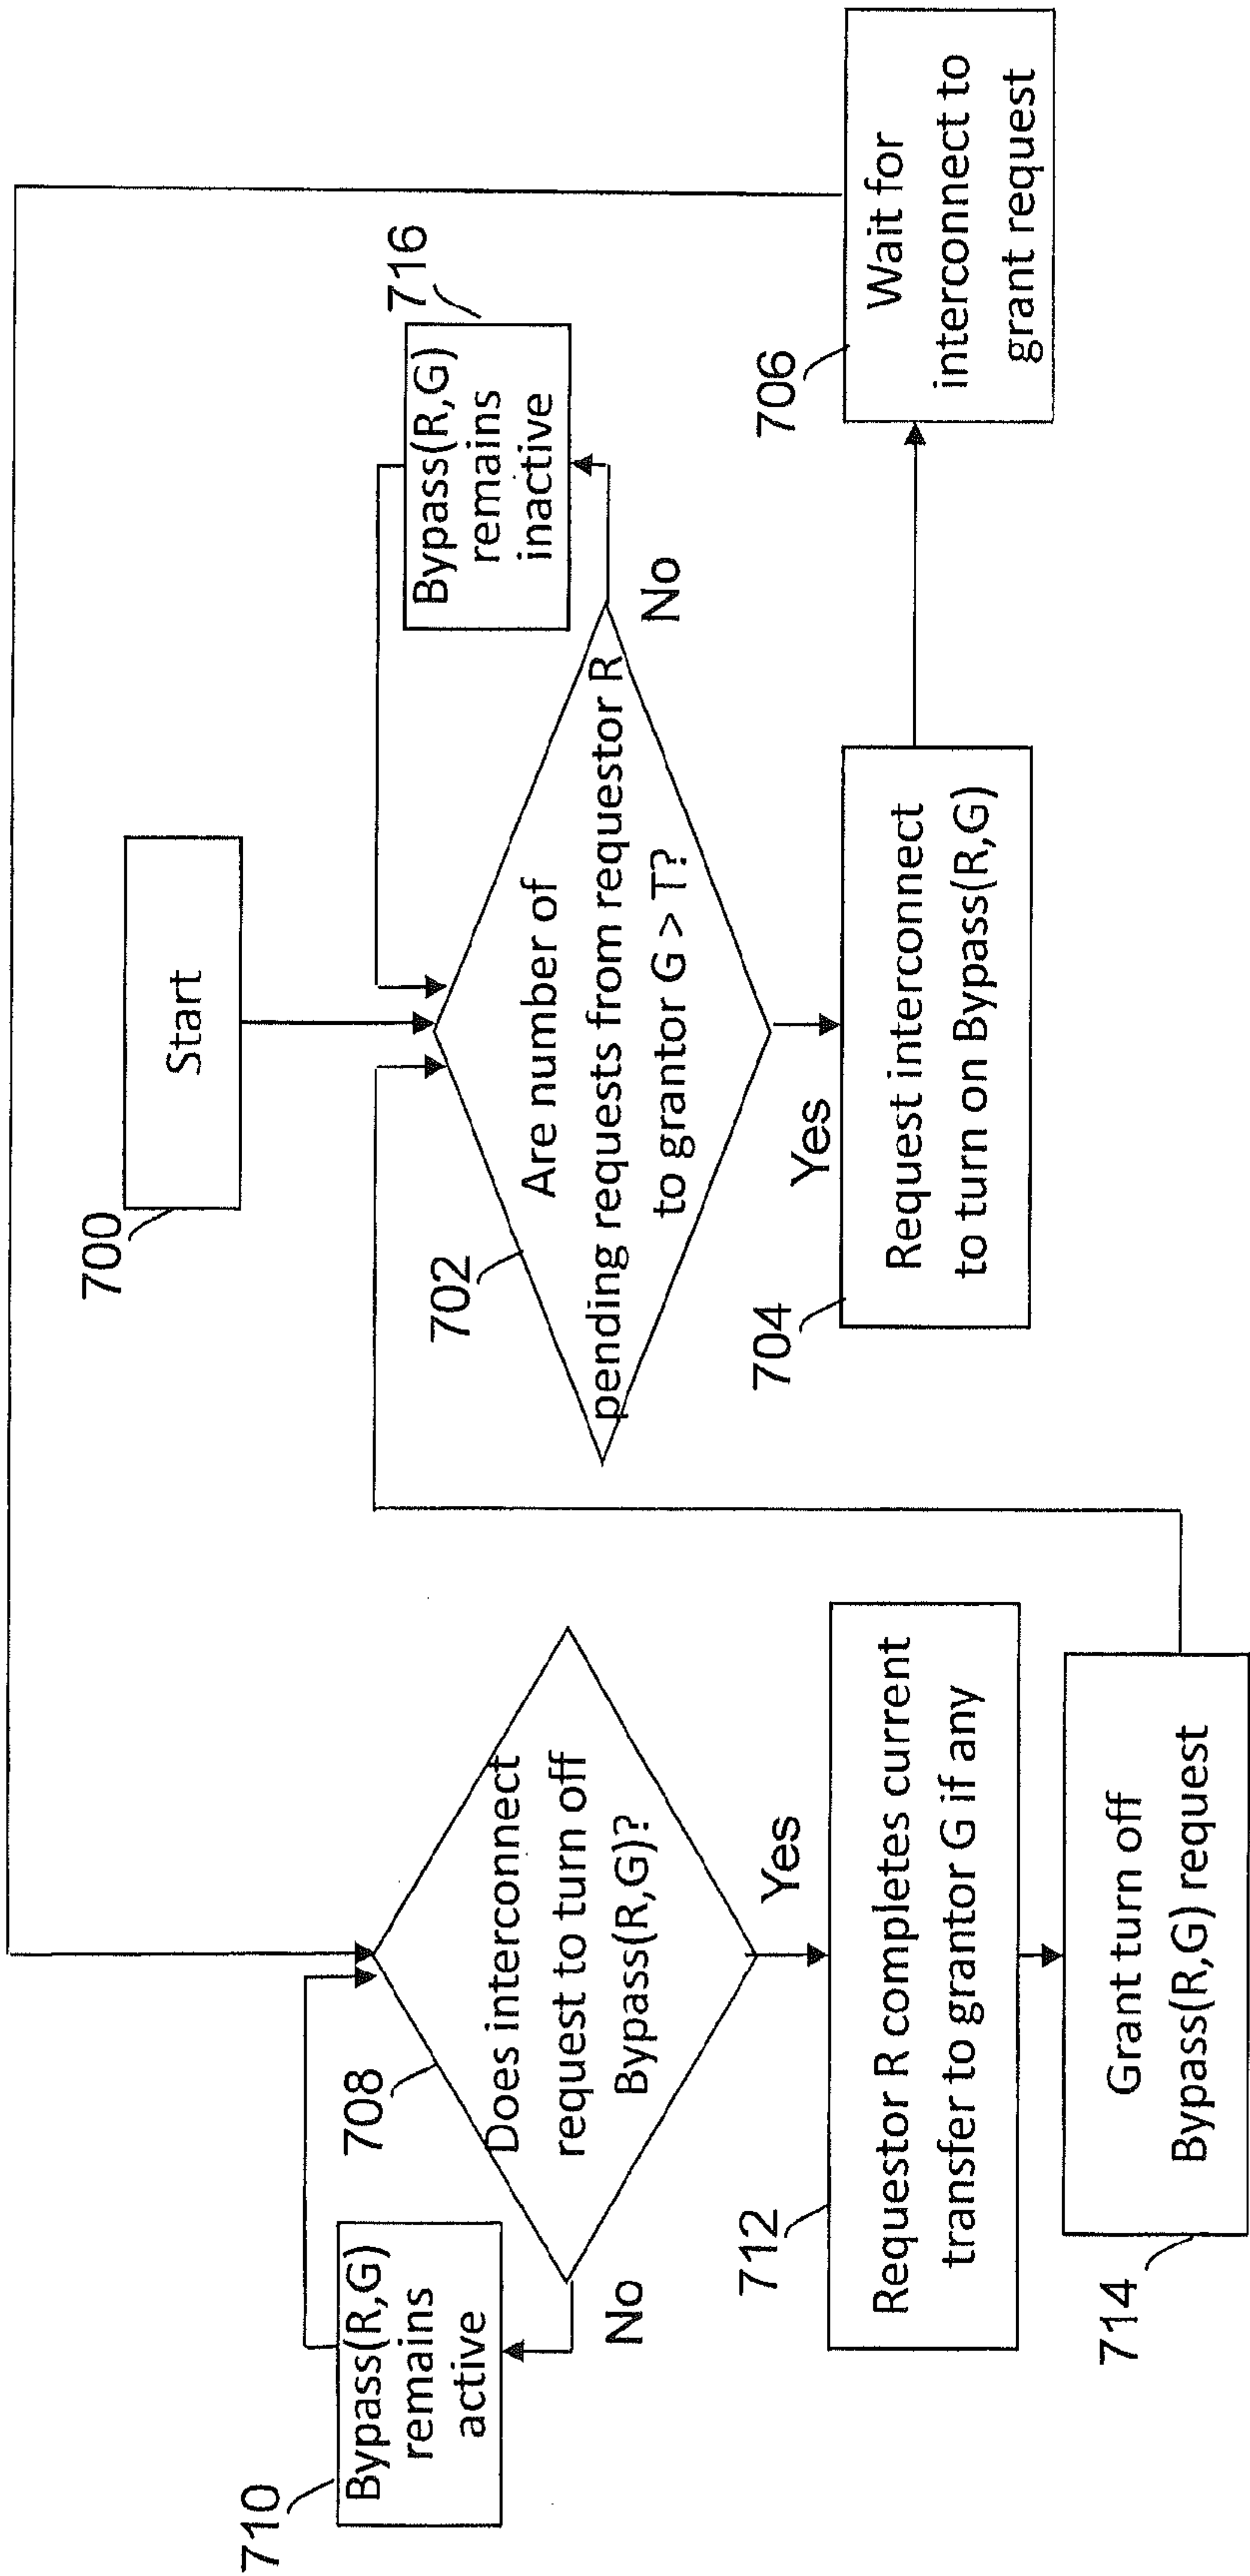 700
Start
702
Are number of
pending requests from requestor R
to grantor G > T?
No
Bypass(R,G)
remains
inactive
716
Yes
704
Request interconnect
to turn on Bypass(R,G)
706
Wait for
interconnect to
grant request
708
Does interconnect
request to turn off
Bypass(R,G)?
No
710
Bypass(R,G)
remains
active
Yes
712
Requestor R completes current
transfer to grantor G if any
714
Grant turn off
Bypass(R,G) request